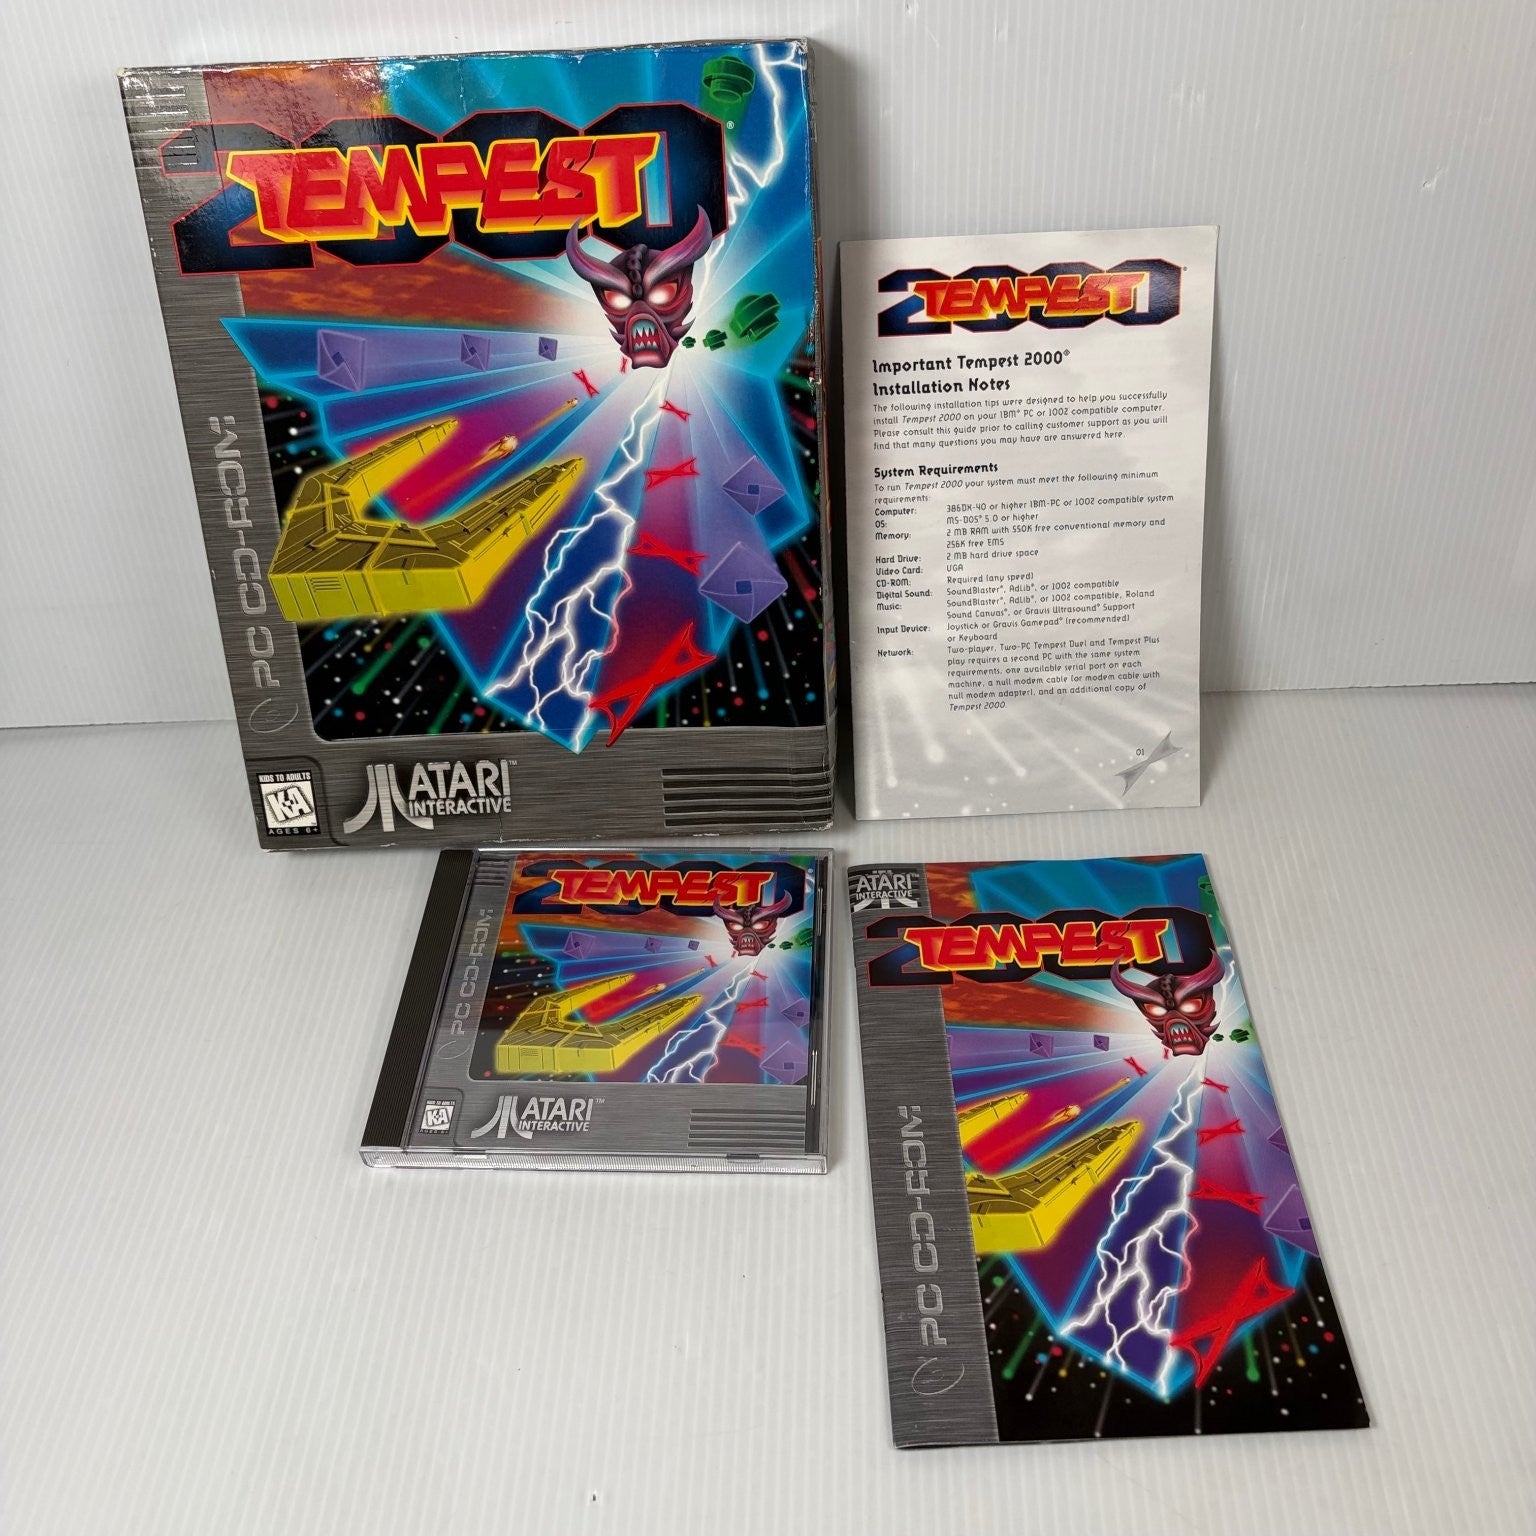 2000
TEMPEST
®
PC CD-ROM
KIDS TO ADULTS
K-A
AGES 6+
ATARI™
INTERACTIVE
2000
TEMPEST
®
Important Tempest 2000®
Installation Notes
The following installation tips were designed to help you successfully
install Tempest 2000 on your IBM® PC or 100% compatible computer.
Please consult this guide prior to calling customer support as you will
find that many questions you may have are answered here.
System Requirements
To run Tempest 2000 your system must meet the following minimum
requirements:
Computer: 386DX-40 or higher IBM-PC or 100% compatible system
OS: MS-DOS® 5.0 or higher
Memory: 2 MB RAM with 550K free conventional memory and
256K free EMS
Hard Drive: 2 MB hard drive space
Video Card: VGA
CD-ROM: Required (any speed)
Digital Sound: SoundBlaster®, AdLib®, or 100% compatible
Music: SoundBlaster®, AdLib®, or 100% compatible, Roland
Sound Canvas®, or Gravis Ultrasound® Support
Input Device: Joystick or Gravis Gamepad® (recommended)
or Keyboard
Network: Two-player, Two-PC Tempest Duel and Tempest Plus
play requires a second PC with the same system
requirements, one available serial port on each
machine, a null modem cable (or modem cable with
null modem adapter), and an additional copy of
Tempest 2000.
01
2000
TEMPEST
PC CD-ROM
KIDS TO ADULTS
K-A
AGES 6+
ATARI™
INTERACTIVE
ATARI™
INTERACTIVE
2000
TEMPEST
PC CD-ROM